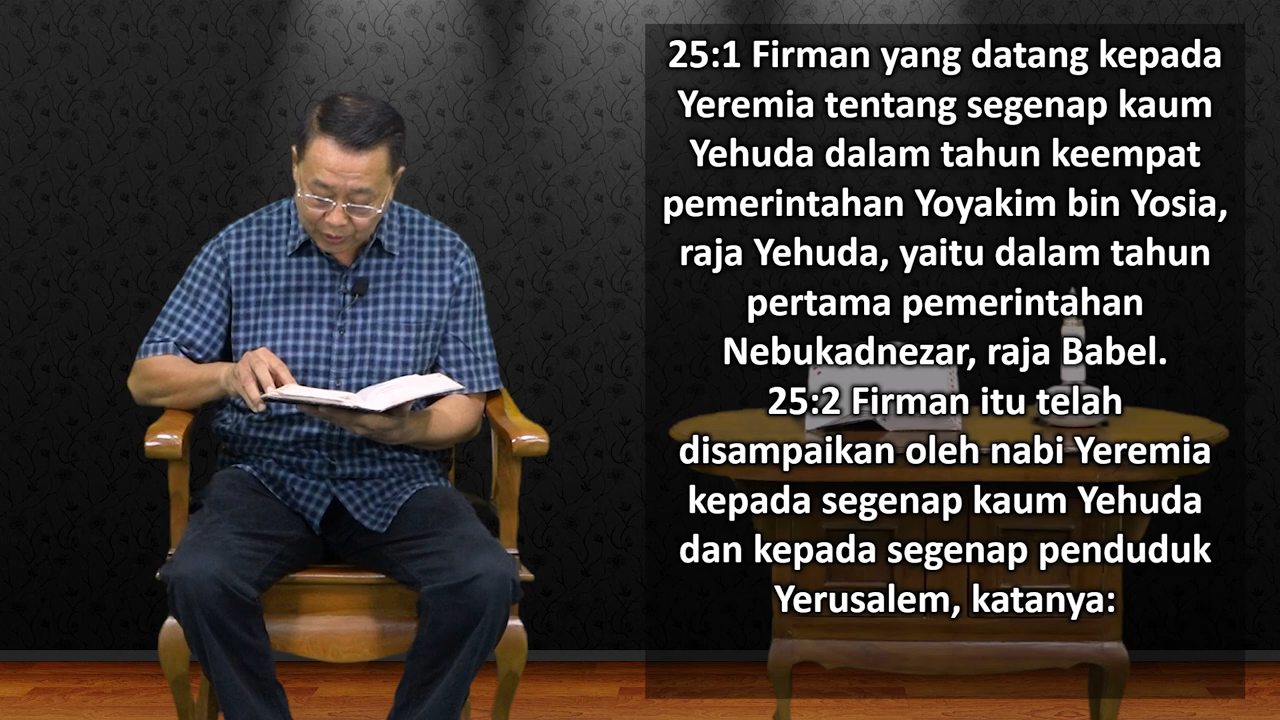 25:1 Firman yang datang kepada
Yeremia tentang segenap kaum
Yehuda dalam tahun keempat
pemerintahan Yoyakim bin Yosia,
raja Yehuda, yaitu dalam tahun
pertama pemerintahan
Nebukadnezar, raja Babel.
25:2 Firman itu telah
disampaikan oleh nabi Yeremia
kepada segenap kaum Yehuda
dan kepada segenap penduduk
Yerusalem, katanya: